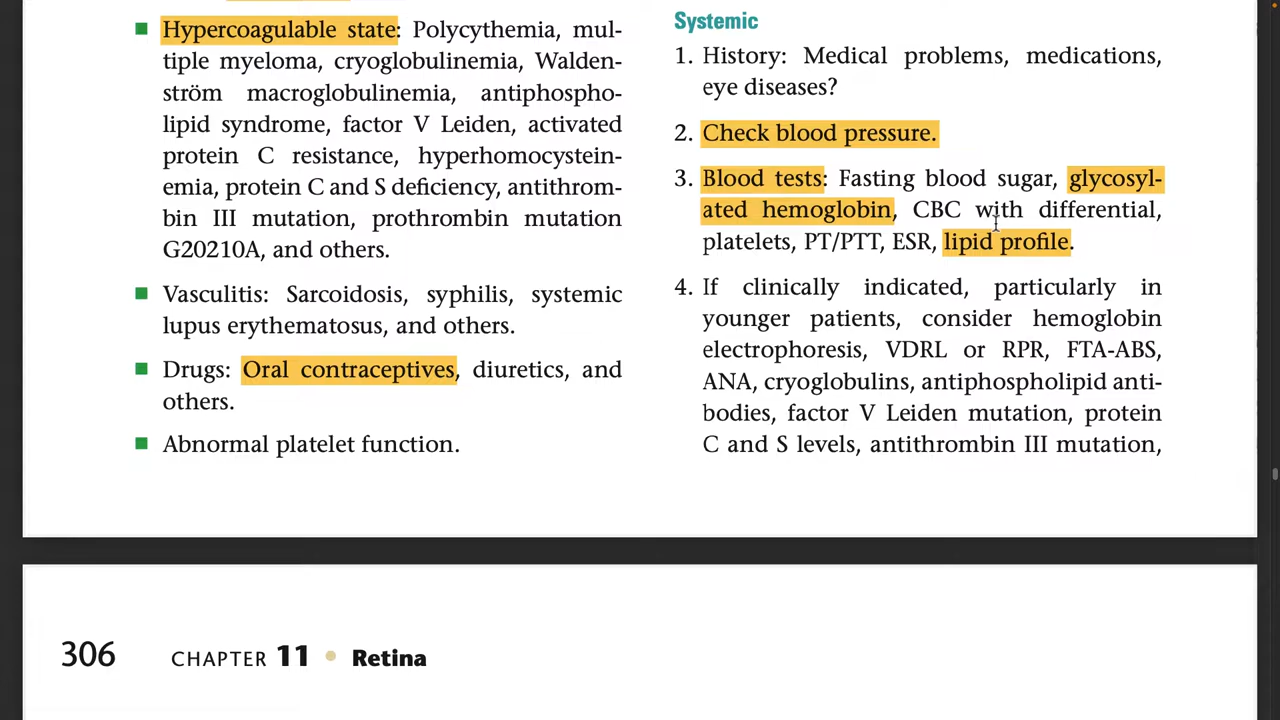 Hypercoagulable state: Polycythemia, mul-
tiple myeloma, cryoglobulinemia, Walden-
ström macroglobulinemia, antiphospho-
lipid syndrome, factor V Leiden, activated
protein C resistance, hyperhomocystein-
emia, protein C and S deficiency, antithrom-
bin III mutation, prothrombin mutation
G20210A, and others.
Vasculitis: Sarcoidosis, syphilis, systemic
lupus erythematosus, and others.
Drugs: Oral contraceptives, diuretics, and
others.
Abnormal platelet function.
Systemic
1. History: Medical problems, medications,
eye diseases?
2. Check blood pressure.
3. Blood tests: Fasting blood sugar, glycosyl-
ated hemoglobin, CBC with differential,
platelets, PT/PTT, ESR, lipid profile.
4. If clinically indicated, particularly in
younger patients, consider hemoglobin
electrophoresis, VDRL or RPR, FTA-ABS,
ANA, cryoglobulins, antiphospholipid anti-
bodies, factor V Leiden mutation, protein
C and S levels, antithrombin III mutation,
306 CHAPTER 11 • Retina